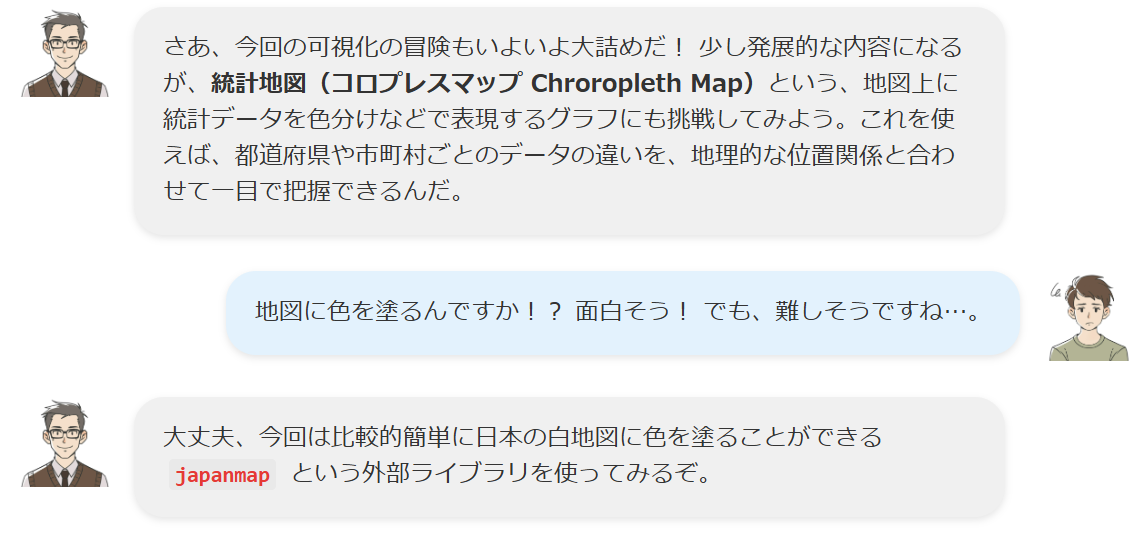 さあ、今回の可視化の冒険もいよいよ大詰めだ！ 少し発展的な内容になる
が、統計地図（コロプレスマップ Chroropleth Map）という、地図上に
統計データを色分けなどで表現するグラフにも挑戦してみよう。これを使
えば、都道府県や市町村ごとのデータの違いを、地理的な位置関係と合わ
せて一目で把握できるんだ。
地図に色を塗るんですか！？ 面白そう！ でも、難しそうですね…。
大丈夫、今回は比較的簡単に日本の白地図に色を塗ることができる
japanmap という外部ライブラリを使ってみるぞ。